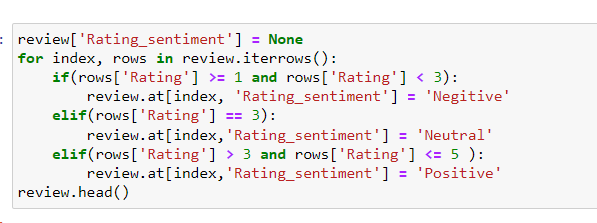 :
review['Rating_sentiment'] = None
for index, rows in review.iterrows():
    if(rows['Rating'] >= 1 and rows['Rating'] < 3):
        review.at[index, 'Rating_sentiment'] = 'Negitive'
    elif(rows['Rating'] == 3):
        review.at[index,'Rating_sentiment'] = 'Neutral'
    elif(rows['Rating'] > 3 and rows['Rating'] <= 5 ):
        review.at[index,'Rating_sentiment'] = 'Positive'
review.head()